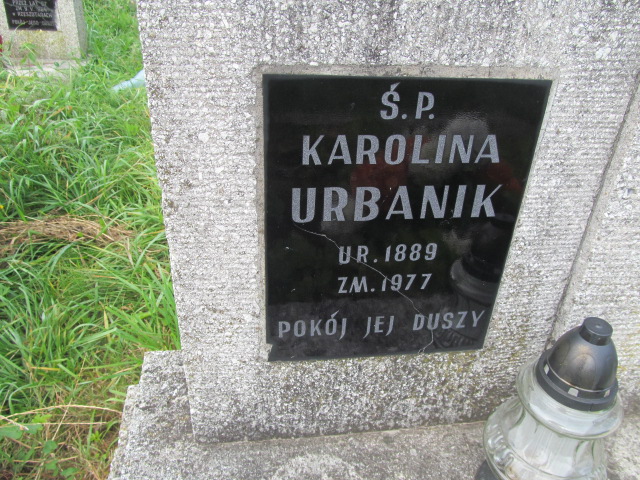 Ś.P.
KAROLINA
URBANIK
UR. 1889
ZM. 1977
POKÓJ JEJ DUSZY